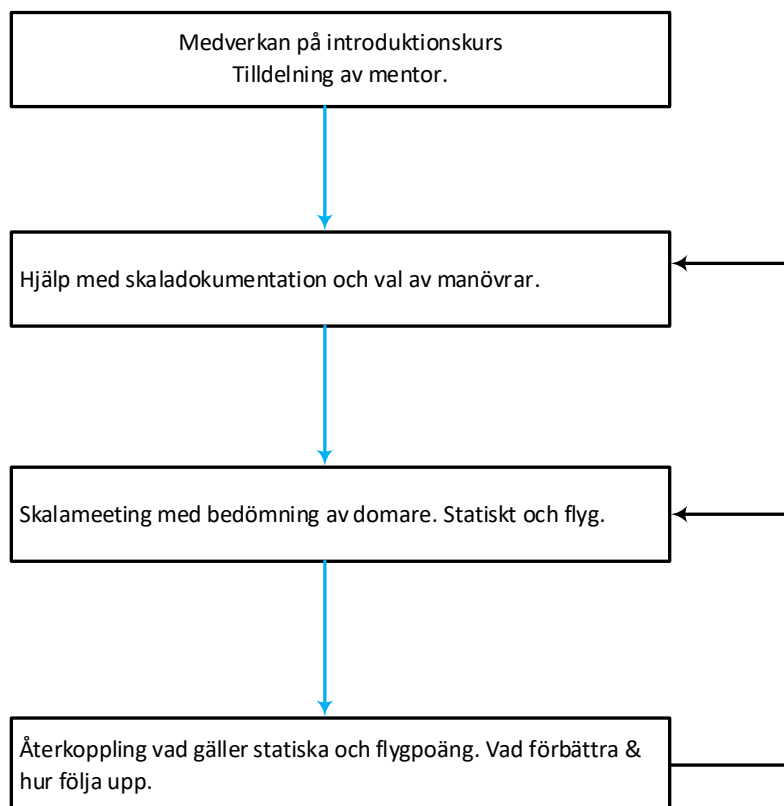 Medverkan på introduktionskurs
Tilldelning av mentor.
Hjälp med skaladokumentation och val av manövrar.
Skalameeting med bedömning av domare. Statiskt och flyg.
Återkoppling vad gäller statiska och flygpoäng. Vad förbättra &
hur följa upp.